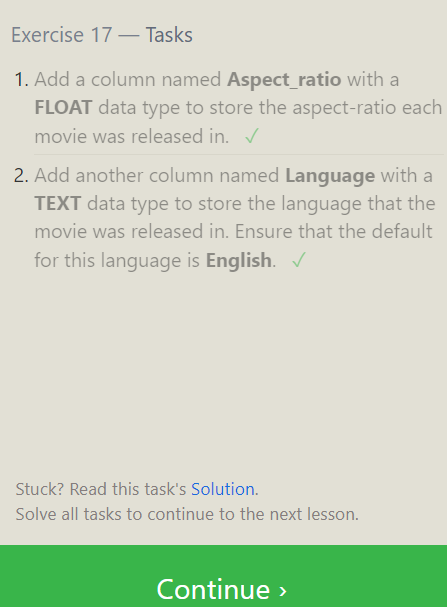 Exercise 17 — Tasks
1. Add a column named Aspect_ratio with a
FLOAT data type to store the aspect-ratio each
movie was released in. ✓
2. Add another column named Language with a
TEXT data type to store the language that the
movie was released in. Ensure that the default
for this language is English. ✓
Stuck? Read this task's Solution.
Solve all tasks to continue to the next lesson.
Continue ›